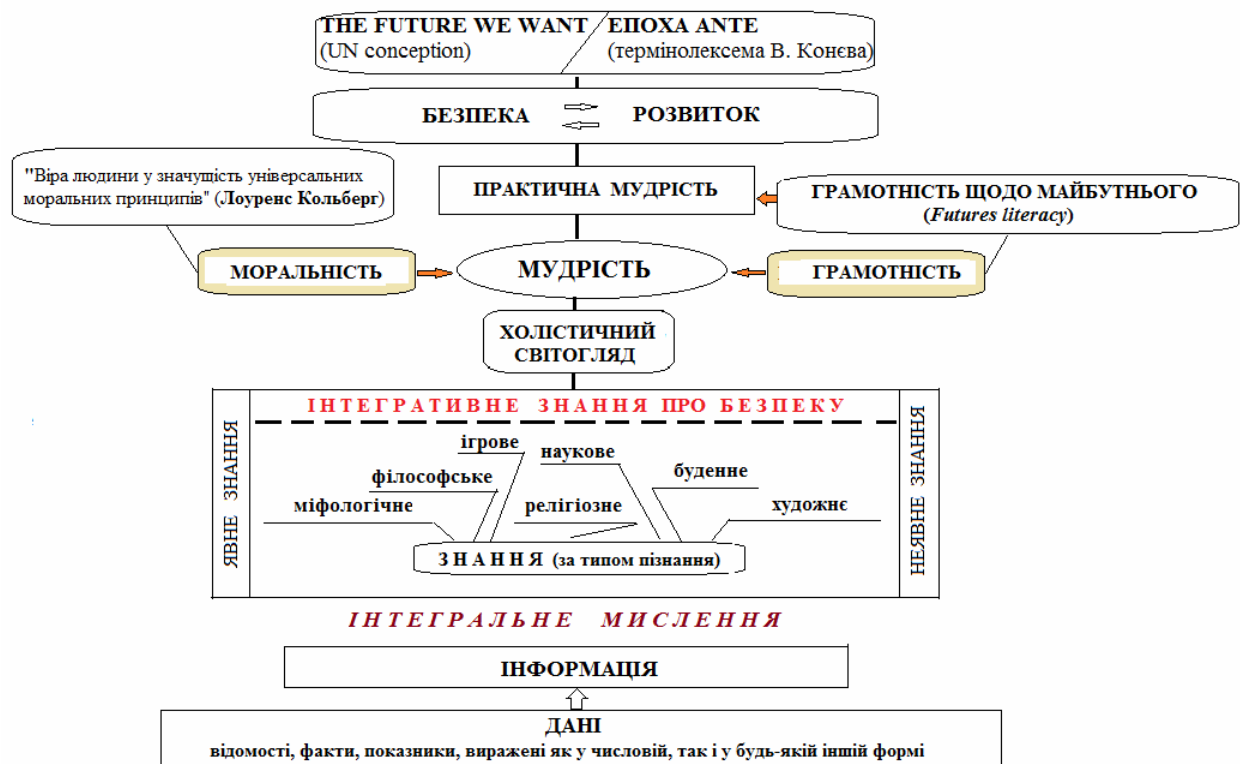 THE FUTURE WE WANT
(UN conception)
ЕПОХА ANTE
(термінолексема В. Конєва)
БЕЗПЕКА
РОЗВИТОК
"Віра людини у значущість універсальних
моральних принципів" (Лоуренс Кольберг)
ПРАКТИЧНА МУДРІСТЬ
ГРАМОТНІСТЬ ЩОДО МАЙБУТНЬОГО
(Futures literacy)
МОРАЛЬНІСТЬ
МУДРІСТЬ
ГРАМОТНІСТЬ
ХОЛІСТИЧНИЙ
СВІТОГЛЯД
ЯВНЕ ЗНАННЯ
ІНТЕГРАТИВНЕ ЗНАННЯ ПРО БЕЗПЕКУ
НЕЯВНЕ ЗНАННЯ
ігрове
наукове
буденне
філософське
міфологічне
релігіозне
художнє
ЗНАННЯ (за типом пізнання)
ІНТЕГРАЛЬНЕ МИСЛЕННЯ
ІНФОРМАЦІЯ
ДАНІ
відомості, факти, показники, виражені як у числовій, так і у будь-якій іншій формі